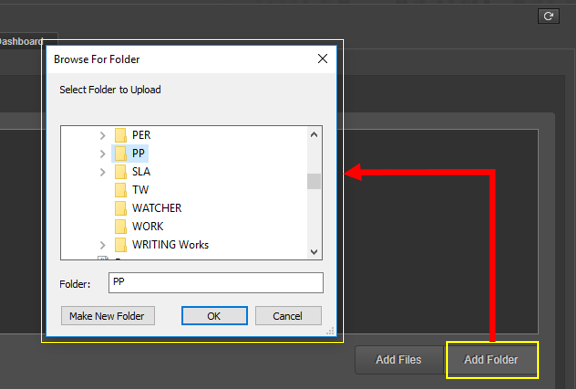 Dashboard
Browse For Folder
Select Folder to Upload
PER
PP
SLA
TW
WATCHER
WORK
WRITING Works
Folder:
PP
Make New Folder
OK
Cancel
Add Files
Add Folder